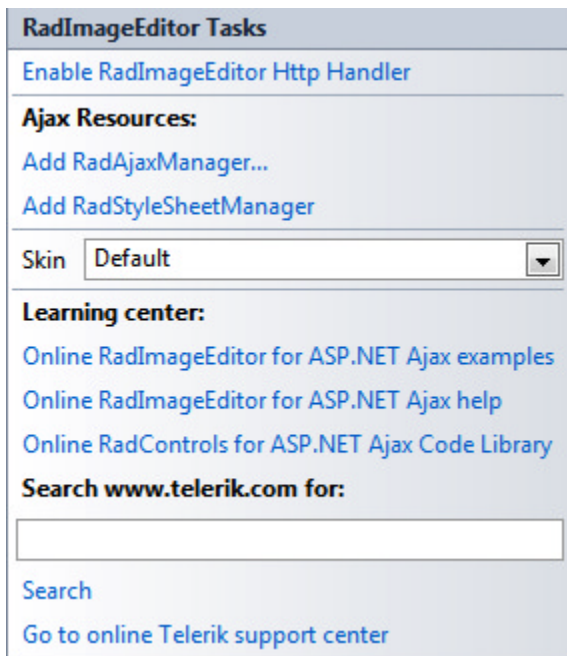 RadImageEditor Tasks
Enable RadImageEditor Http Handler
Ajax Resources:
Add RadAjaxManager...
Add RadStyleSheetManager
Skin Default
Learning center:
Online RadImageEditor for ASP.NET Ajax examples
Online RadImageEditor for ASP.NET Ajax help
Online RadControls for ASP.NET Ajax Code Library
Search www.telerik.com for:
Search
Go to online Telerik support center